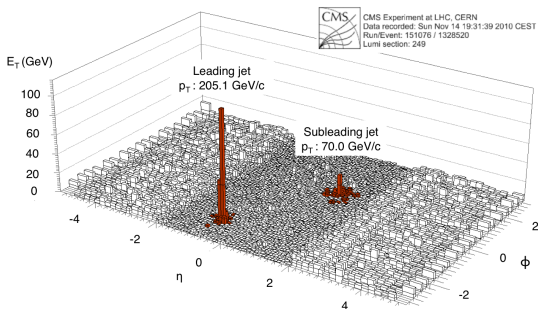 CMS
CMS Experiment at LHC, CERN
Data recorded: Sun Nov 14 19:31:39 2010 CEST
Run/Event: 151076 / 1328520
Lumi section: 249
E_T (GeV)
Leading jet
p_T : 205.1 GeV/c
Subleading jet
p_T : 70.0 GeV/c
100
80
60
40
20
0
-4
-2
0
2
4
η
2
0
-2
ϕ